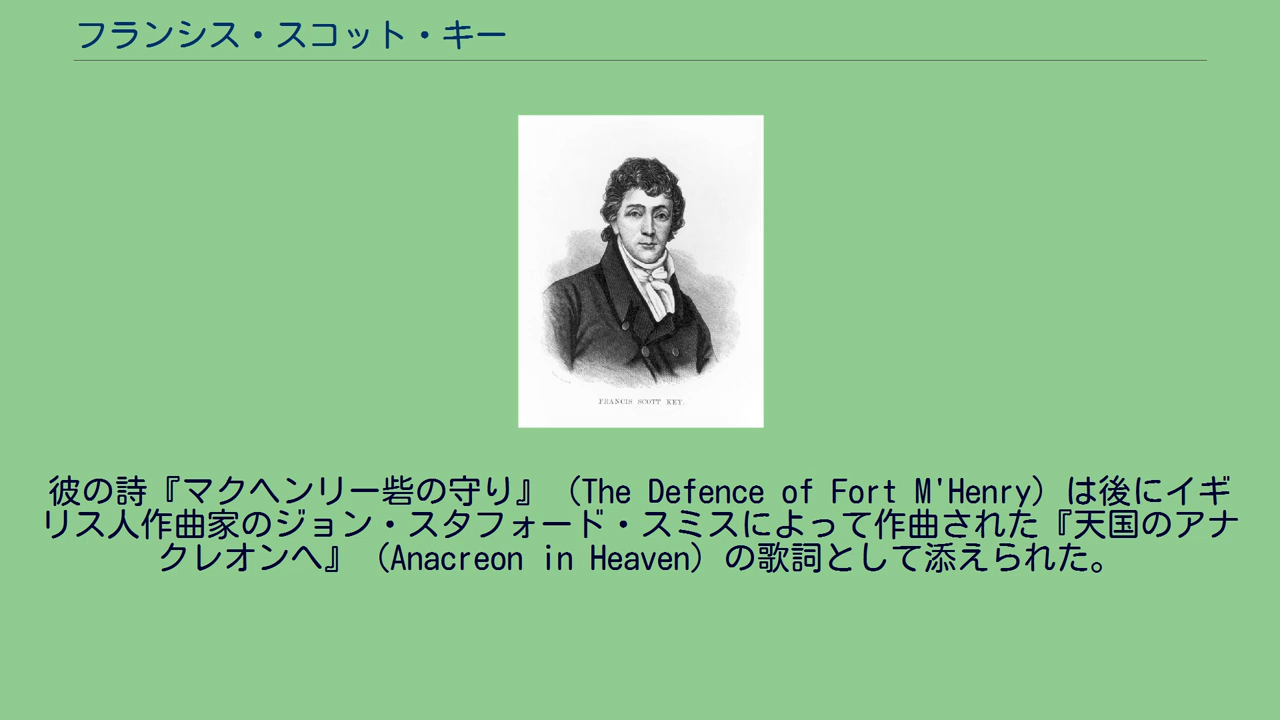 フランシス・スコット・キー
FRANCIS SCOTT KEY.
彼の詩『マクヘンリー砦の守り』（The Defence of Fort M'Henry）は後にイギ
リス人作曲家のジョン・スタフォード・スミスによって作曲された『天国のアナ
クレオンへ』（Anacreon in Heaven）の歌詞として添えられた。